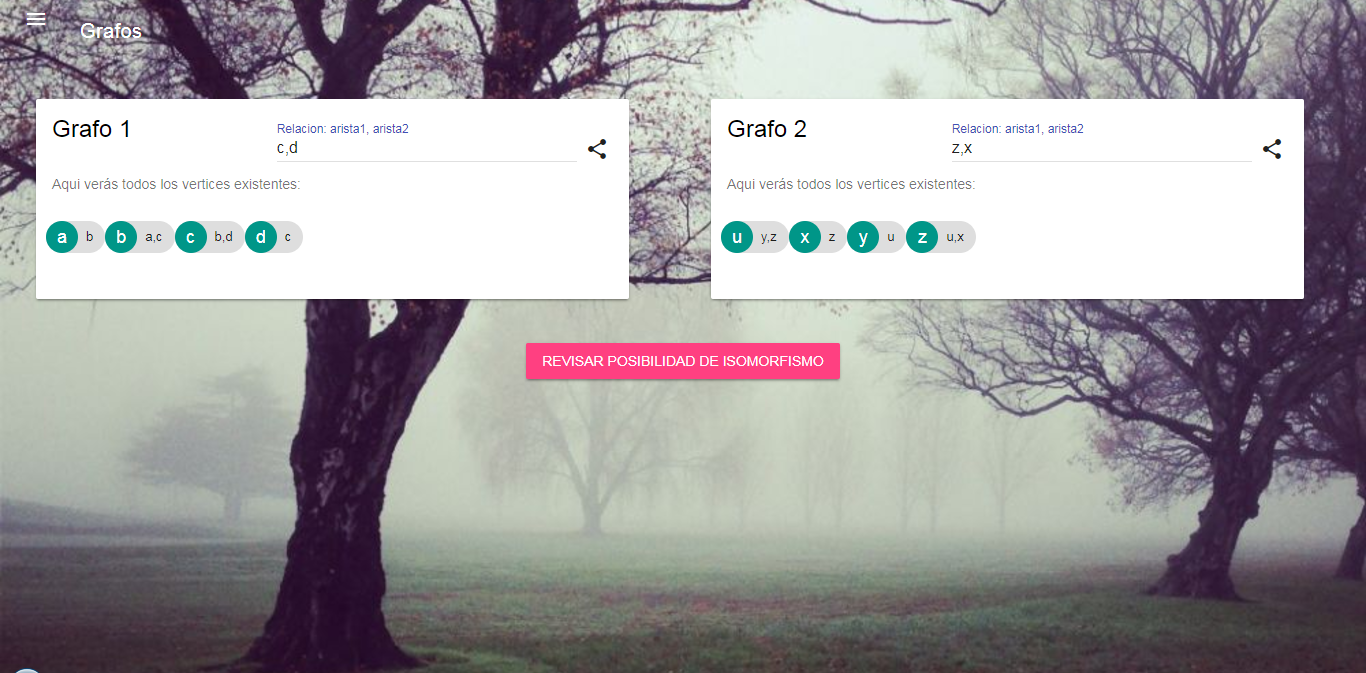 Grafos
Grafo 1
Relacion: arista1, arista2
c,d
Aqui verás todos los vertices existentes:
a b b a,c c b,d d c
Grafo 2
Relacion: arista1, arista2
z,x
Aqui verás todos los vertices existentes:
u y,z x z y u z u,x
REVISAR POSIBILIDAD DE ISOMORFISMO